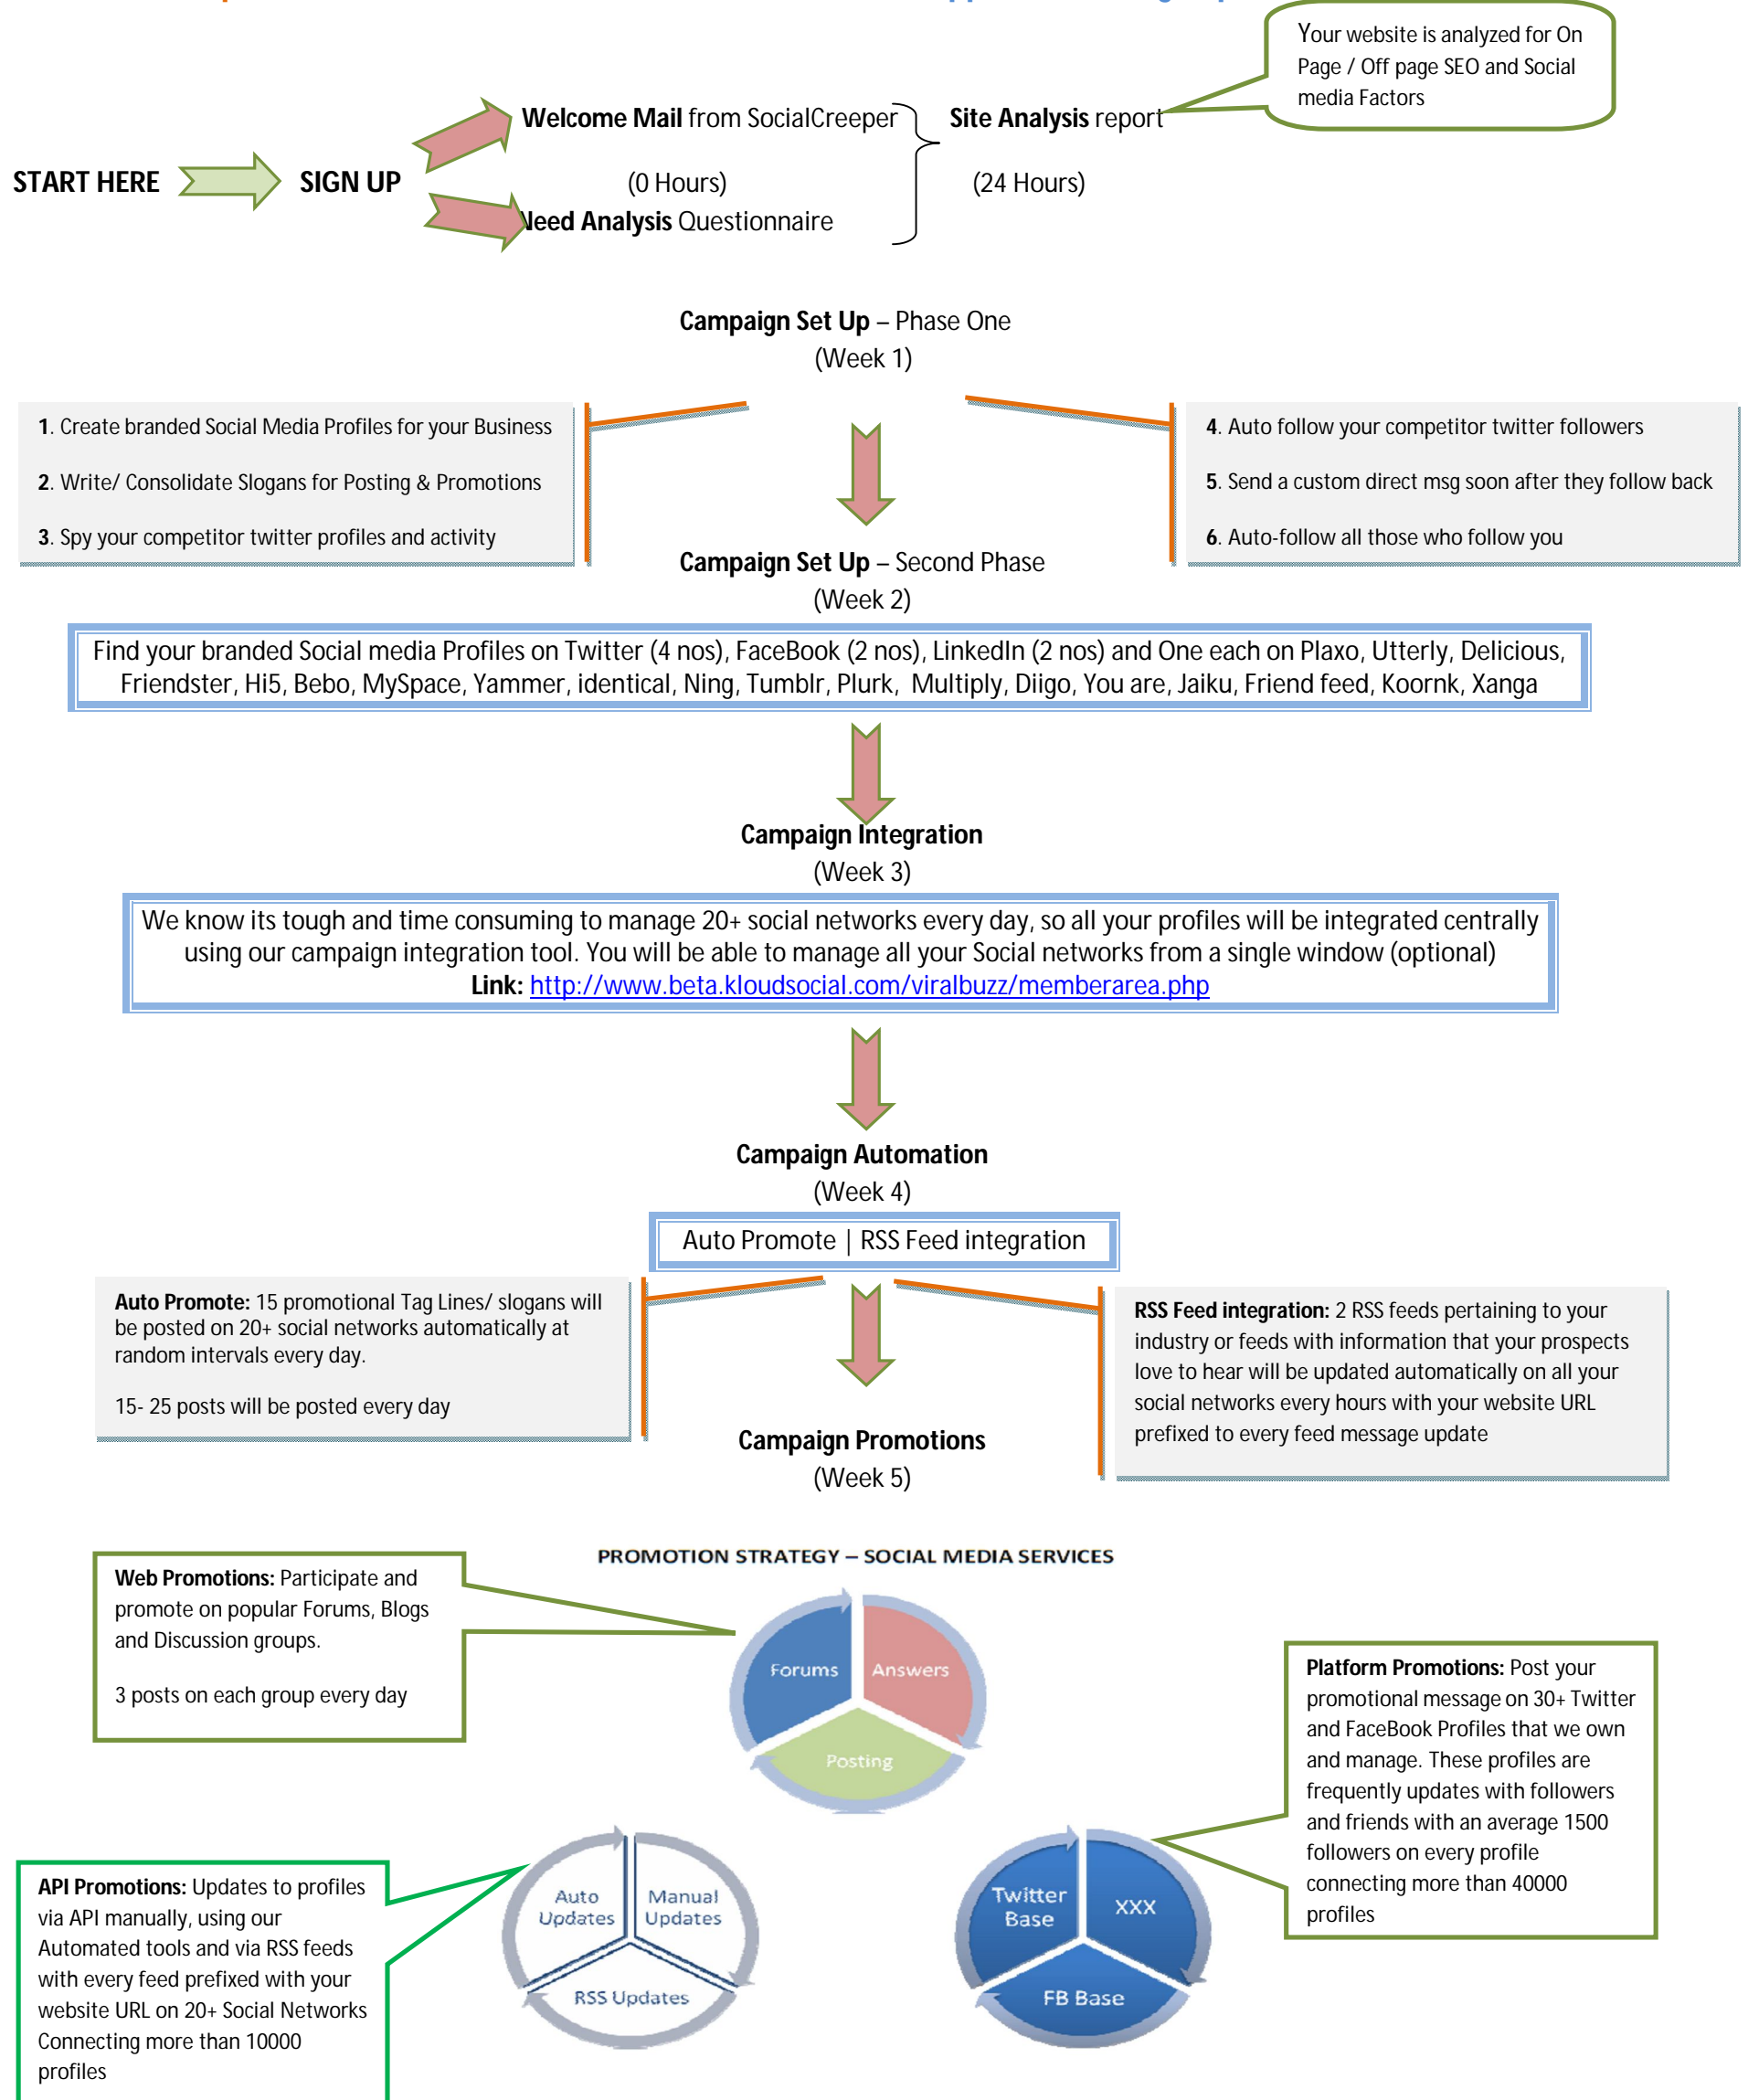 Your website is analyzed for On
Page / Off page SEO and Social
media Factors
Welcome Mail from SocialCreeper
Site Analysis report
START HERE
SIGN UP
(0 Hours)
(24 Hours)
Need Analysis Questionnaire
Campaign Set Up – Phase One
(Week 1)
1. Create branded Social Media Profiles for your Business
2. Write/ Consolidate Slogans for Posting & Promotions
3. Spy your competitor twitter profiles and activity
4. Auto follow your competitor twitter followers
5. Send a custom direct msg soon after they follow back
6. Auto-follow all those who follow you
Campaign Set Up – Second Phase
(Week 2)
Find your branded Social media Profiles on Twitter (4 nos), FaceBook (2 nos), LinkedIn (2 nos) and One each on Plaxo, Utterly, Delicious,
Friendster, Hi5, Bebo, MySpace, Yammer, identical, Ning, Tumblr, Plurk, Multiply, Diigo, You are, Jaiku, Friend feed, Koornk, Xanga
Campaign Integration
(Week 3)
We know its tough and time consuming to manage 20+ social networks every day, so all your profiles will be integrated centrally
using our campaign integration tool. You will be able to manage all your Social networks from a single window (optional)
Link: http://www.beta.kloudsocial.com/viralbuzz/memberarea.php
Campaign Automation
(Week 4)
Auto Promote | RSS Feed integration
Auto Promote: 15 promotional Tag Lines/ slogans will
be posted on 20+ social networks automatically at
random intervals every day.
15- 25 posts will be posted every day
RSS Feed integration: 2 RSS feeds pertaining to your
industry or feeds with information that your prospects
love to hear will be updated automatically on all your
social networks every hours with your website URL
prefixed to every feed message update
Campaign Promotions
(Week 5)
PROMOTION STRATEGY – SOCIAL MEDIA SERVICES
Web Promotions: Participate and
promote on popular Forums, Blogs
and Discussion groups.
3 posts on each group every day
Forums
Answers
Posting
Platform Promotions: Post your
promotional message on 30+ Twitter
and FaceBook Profiles that we own
and manage. These profiles are
frequently updates with followers
and friends with an average 1500
followers on every profile
connecting more than 40000
profiles
API Promotions: Updates to profiles
via API manually, using our
Automated tools and via RSS feeds
with every feed prefixed with your
website URL on 20+ Social Networks
Connecting more than 10000
profiles
Auto
Updates
Manual
Updates
RSS Updates
Twitter
Base
XXX
FB Base